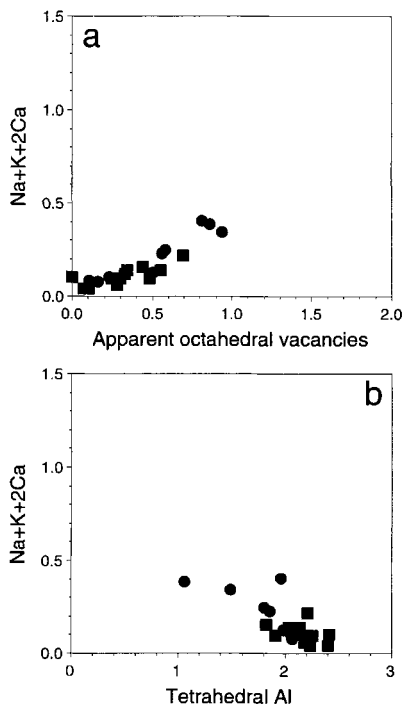 a
1.5
1.0
0.5
0.0
Na+K+2Ca
0.0 0.5 1.0 1.5 2.0
Apparent octahedral vacancies
b
1.5
1.0
0.5
0
Na+K+2Ca
0 1 2 3
Tetrahedral Al